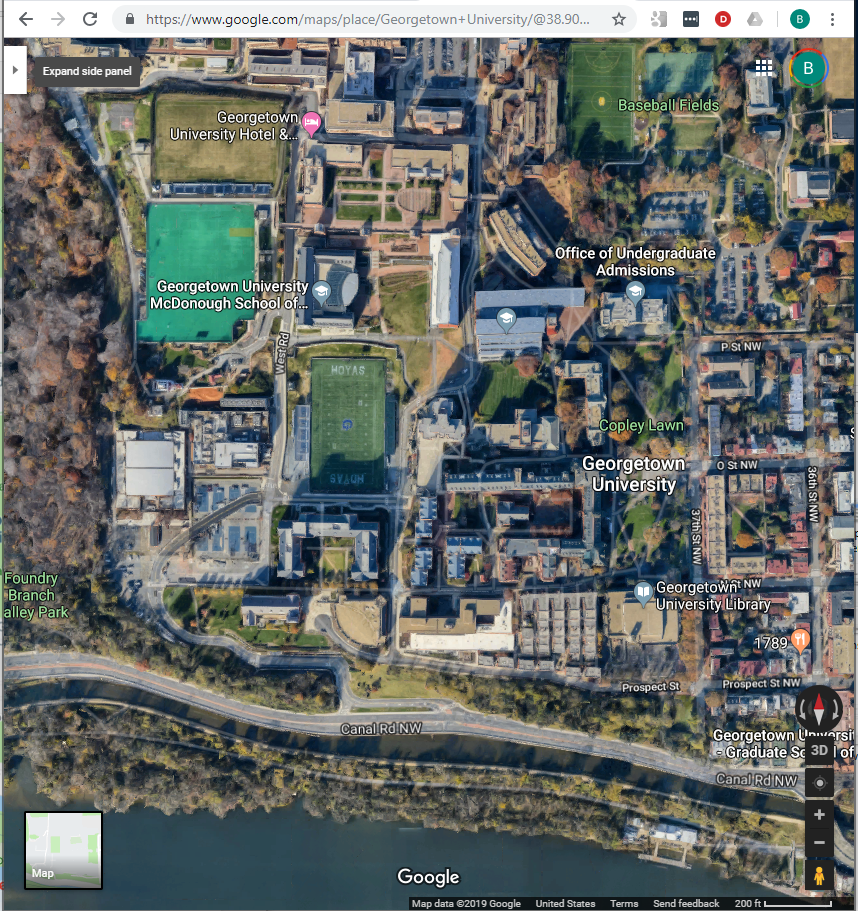 https://www.google.com/maps/place/Georgetown+University/@38.90...
D
B
Expand side panel
B
Baseball Fields
Georgetown
University Hotel &...
Office of Undergraduate
Admissions
Georgetown University
McDonough School of...
West Rd
P St NW
HOYAS
G
HOYAS
Copley Lawn
Georgetown
University
O St NW
36th St NW
37th St NW
Foundry
Branch
alley Park
N St NW
Georgetown
University Library
1789
Prospect St
Prospect St NW
Canal Rd NW
Georgetown Universit
- Graduate School of
3D
Canal Rd NW
+
−
Map
Google
Map data ©2019 Google United States Terms Send feedback 200 ft